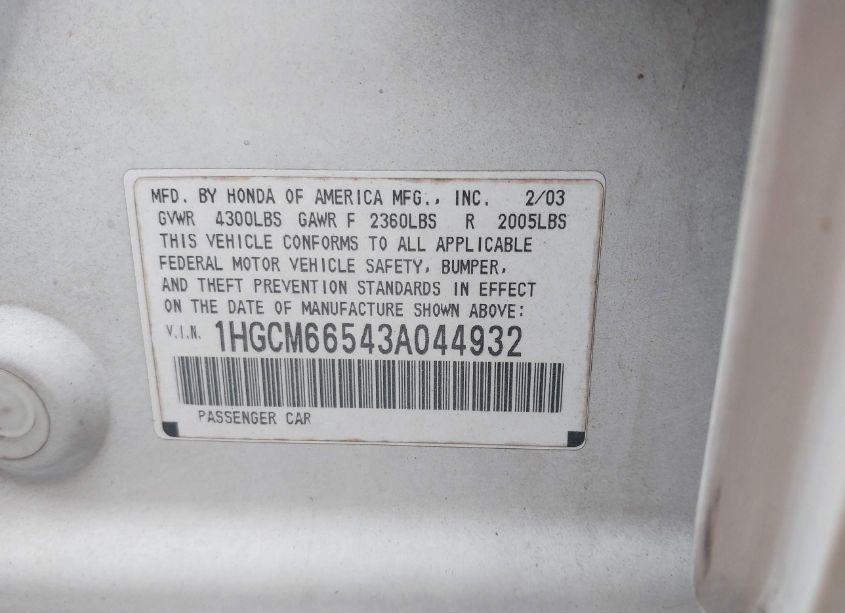 MFD. BY HONDA OF AMERICA MFG., INC. 2/03
GVWR 4300LBS GAWR F 2360LBS R 2005LBS
THIS VEHICLE CONFORMS TO ALL APPLICABLE
FEDERAL MOTOR VEHICLE SAFETY, BUMPER,
AND THEFT PREVENTION STANDARDS IN EFFECT
ON THE DATE OF MANUFACTURE SHOWN ABOVE:
V.I.N. 1HGCM66543A044932
PASSENGER CAR